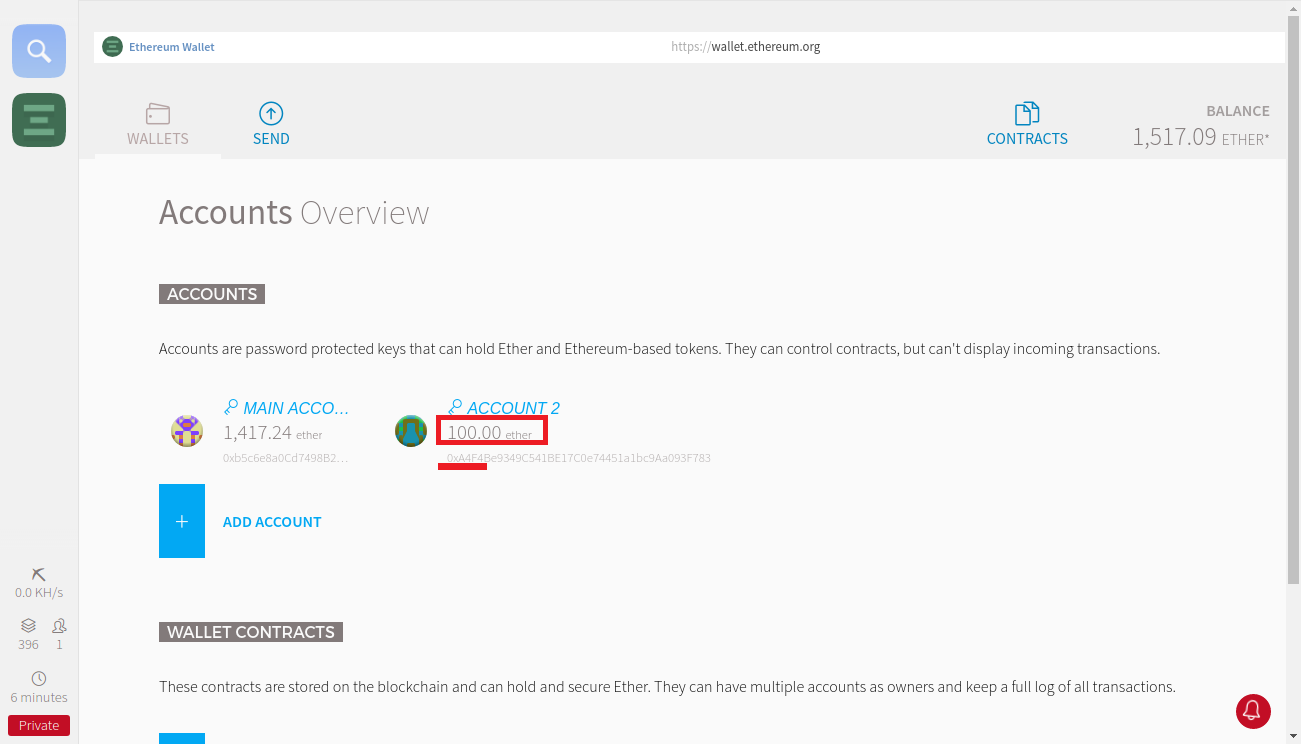 Ethereum Wallet
https://wallet.ethereum.org
WALLETS
SEND
CONTRACTS
BALANCE
1,517.09 ETHER*
Accounts Overview
ACCOUNTS
Accounts are password protected keys that can hold Ether and Ethereum-based tokens. They can control contracts, but can't display incoming transactions.
MAIN ACCO...
1,417.24 ether
0xb5c6e8a0Cd7498B2...
ACCOUNT 2
100.00 ether
0xA4F4Be9349C541BE17C0e74451a1bc9Aa093F783
+ ADD ACCOUNT
WALLET CONTRACTS
These contracts are stored on the blockchain and can hold and secure Ether. They can have multiple accounts as owners and keep a full log of all transactions.
0.0 KH/s
396 1
6 minutes
Private